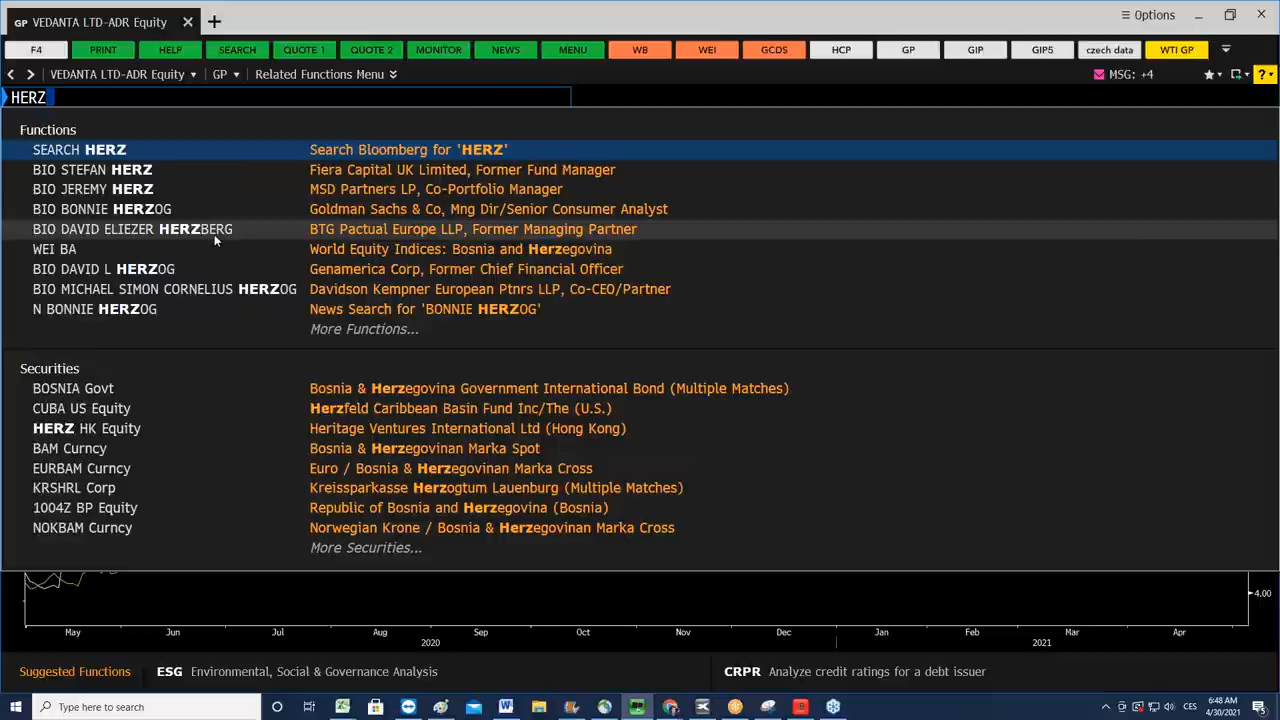 GP VEDANTA LTD-ADR Equity
Options
F4 PRINT HELP SEARCH QUOTE 1 QUOTE 2 MONITOR NEWS MENU WB WEI GCDS HCP GP GIP GIP5 czech data WTI GP
VEDANTA LTD-ADR Equity GP Related Functions Menu MSG: +4 ?
HERZ
Functions
SEARCH HERZ Search Bloomberg for 'HERZ'
BIO STEFAN HERZ Fiera Capital UK Limited, Former Fund Manager
BIO JEREMY HERZ MSD Partners LP, Co-Portfolio Manager
BIO BONNIE HERZOG Goldman Sachs & Co, Mng Dir/Senior Consumer Analyst
BIO DAVID ELIEZER HERZBERG BTG Pactual Europe LLP, Former Managing Partner
WEI BA World Equity Indices: Bosnia and Herzegovina
BIO DAVID L HERZOG Genamerica Corp, Former Chief Financial Officer
BIO MICHAEL SIMON CORNELIUS HERZOG Davidson Kempner European Ptnrs LLP, Co-CEO/Partner
N BONNIE HERZOG News Search for 'BONNIE HERZOG'
More Functions...
Securities
BOSNIA Govt Bosnia & Herzegovina Government International Bond (Multiple Matches)
CUBA US Equity Herzfeld Caribbean Basin Fund Inc/The (U.S.)
HERZ HK Equity Heritage Ventures International Ltd (Hong Kong)
BAM Curncy Bosnia & Herzegovinan Marka Spot
EURBAM Curncy Euro / Bosnia & Herzegovinan Marka Cross
KRSHRL Corp Kreissparkasse Herzogtum Lauenburg (Multiple Matches)
1004Z BP Equity Republic of Bosnia and Herzegovina (Bosnia)
NOKBAM Curncy Norwegian Krone / Bosnia & Herzegovinan Marka Cross
More Securities...
4.00
May Jun Jul Aug Sep Oct Nov Dec Jan Feb Mar Apr
2020 2021
Suggested Functions ESG Environmental, Social & Governance Analysis CRPR Analyze credit ratings for a debt issuer
Type here to search
CES
6:48 AM
4/30/2021